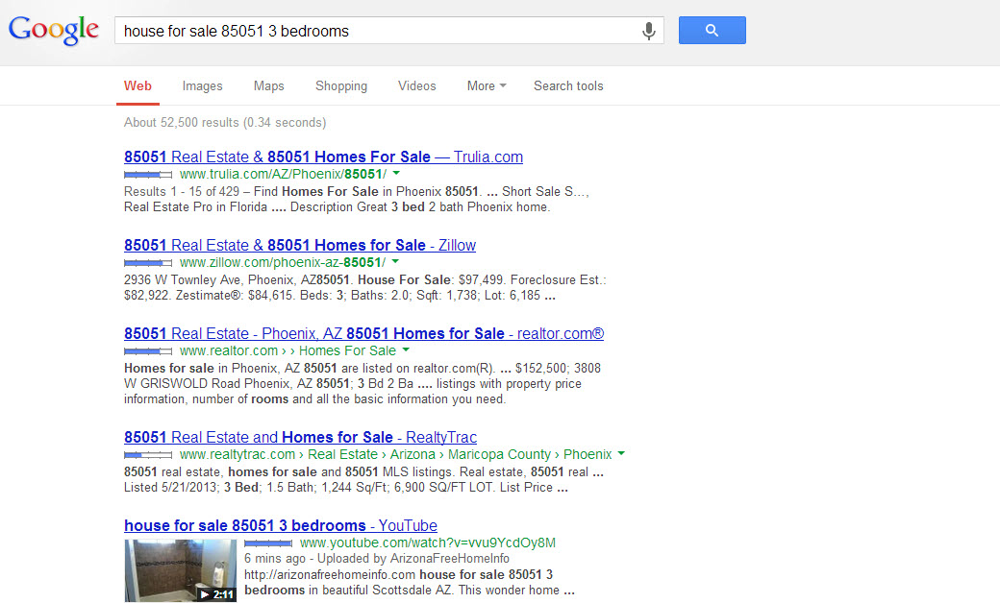 Google
house for sale 85051 3 bedrooms
Web Images Maps Shopping Videos More Search tools
About 52,500 results (0.34 seconds)
85051 Real Estate & 85051 Homes For Sale — Trulia.com
www.trulia.com/AZ/Phoenix/85051/
Results 1 - 15 of 429 – Find Homes For Sale in Phoenix 85051. ... Short Sale S...,
Real Estate Pro in Florida .... Description Great 3 bed 2 bath Phoenix home.
85051 Real Estate & 85051 Homes for Sale - Zillow
www.zillow.com/phoenix-az-85051/
2936 W Townley Ave, Phoenix, AZ85051. House For Sale: $97,499. Foreclosure Est.:
$82,922. Zestimate®: $84,615. Beds: 3; Baths: 2.0; Sqft: 1,738; Lot: 6,185 ...
85051 Real Estate - Phoenix, AZ 85051 Homes for Sale - realtor.com®
www.realtor.com › › Homes For Sale
Homes for sale in Phoenix, AZ 85051 are listed on realtor.com(R). ... $152,500; 3808
W GRISWOLD Road Phoenix, AZ 85051; 3 Bd 2 Ba .... listings with property price
information, number of rooms and all the basic information you need.
85051 Real Estate and Homes for Sale - RealtyTrac
www.realtytrac.com › Real Estate › Arizona › Maricopa County › Phoenix
85051 real estate, homes for sale and 85051 MLS listings. Real estate, 85051 real ...
Listed 5/21/2013; 3 Bed; 1.5 Bath; 1,244 Sq/Ft; 6,900 SQ/FT LOT. List Price ...
house for sale 85051 3 bedrooms - YouTube
www.youtube.com/watch?v=vvu9YcdOy8M
6 mins ago - Uploaded by ArizonaFreeHomeInfo
http://arizonafreehomeinfo.com house for sale 85051 3
bedrooms in beautiful Scottsdale AZ. This wonder home ...
2:11